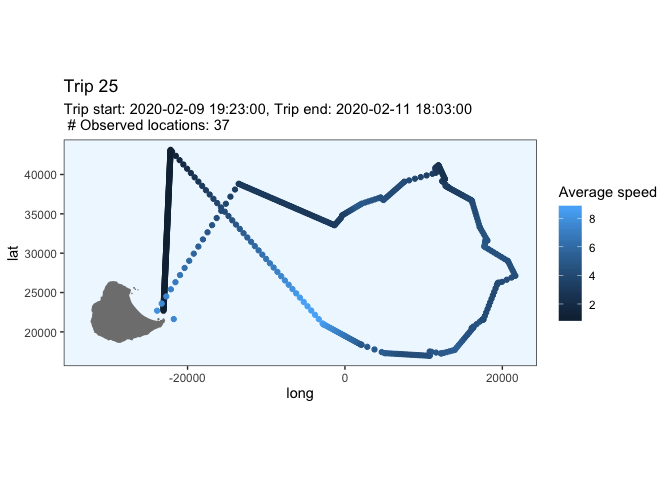 Trip 25
Trip start: 2020-02-09 19:23:00, Trip end: 2020-02-11 18:03:00
# Observed locations: 37
40000
35000
30000
25000
20000
lat
-20000
0
20000
long
Average speed
8
6
4
2